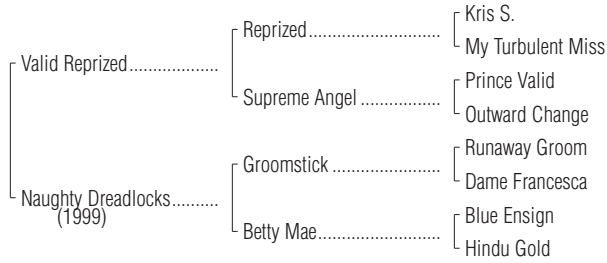 Kris S.
Reprized
My Turbulent Miss
Valid Reprized
Prince Valid
Supreme Angel
Outward Change
Runaway Groom
Groomstick
Dame Francesca
Naughty Dreadlocks
(1999)
Blue Ensign
Betty Mae
Hindu Gold